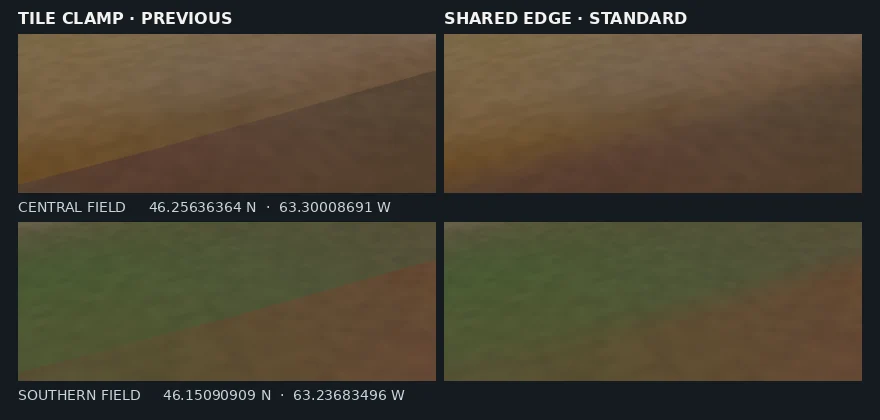 TILE CLAMP · PREVIOUS
SHARED EDGE · STANDARD
CENTRAL FIELD 46.25636364 N · 63.30008691 W
SOUTHERN FIELD 46.15090909 N · 63.23683496 W